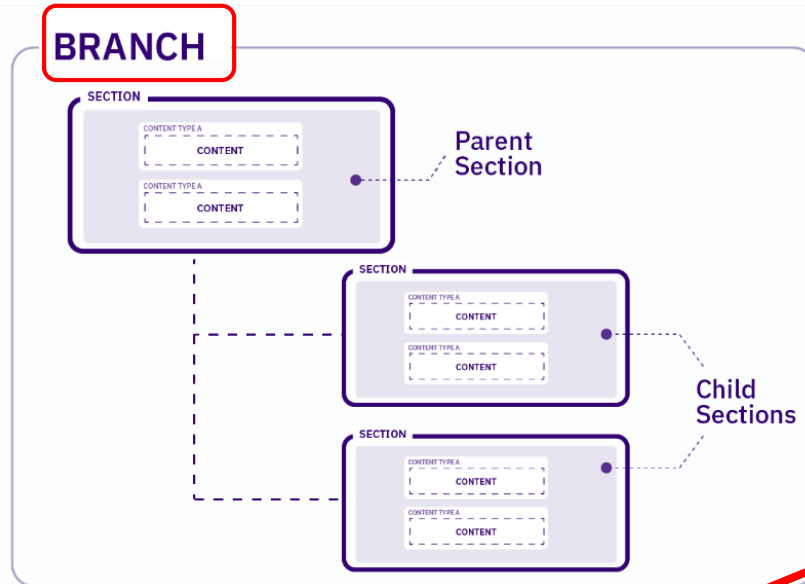 BRANCH
SECTION
CONTENT TYPE A
CONTENT
CONTENT TYPE A
CONTENT
Parent
Section
SECTION
CONTENT TYPE A
CONTENT
CONTENT TYPE A
CONTENT
Child
Sections
SECTION
CONTENT TYPE A
CONTENT
CONTENT TYPE A
CONTENT